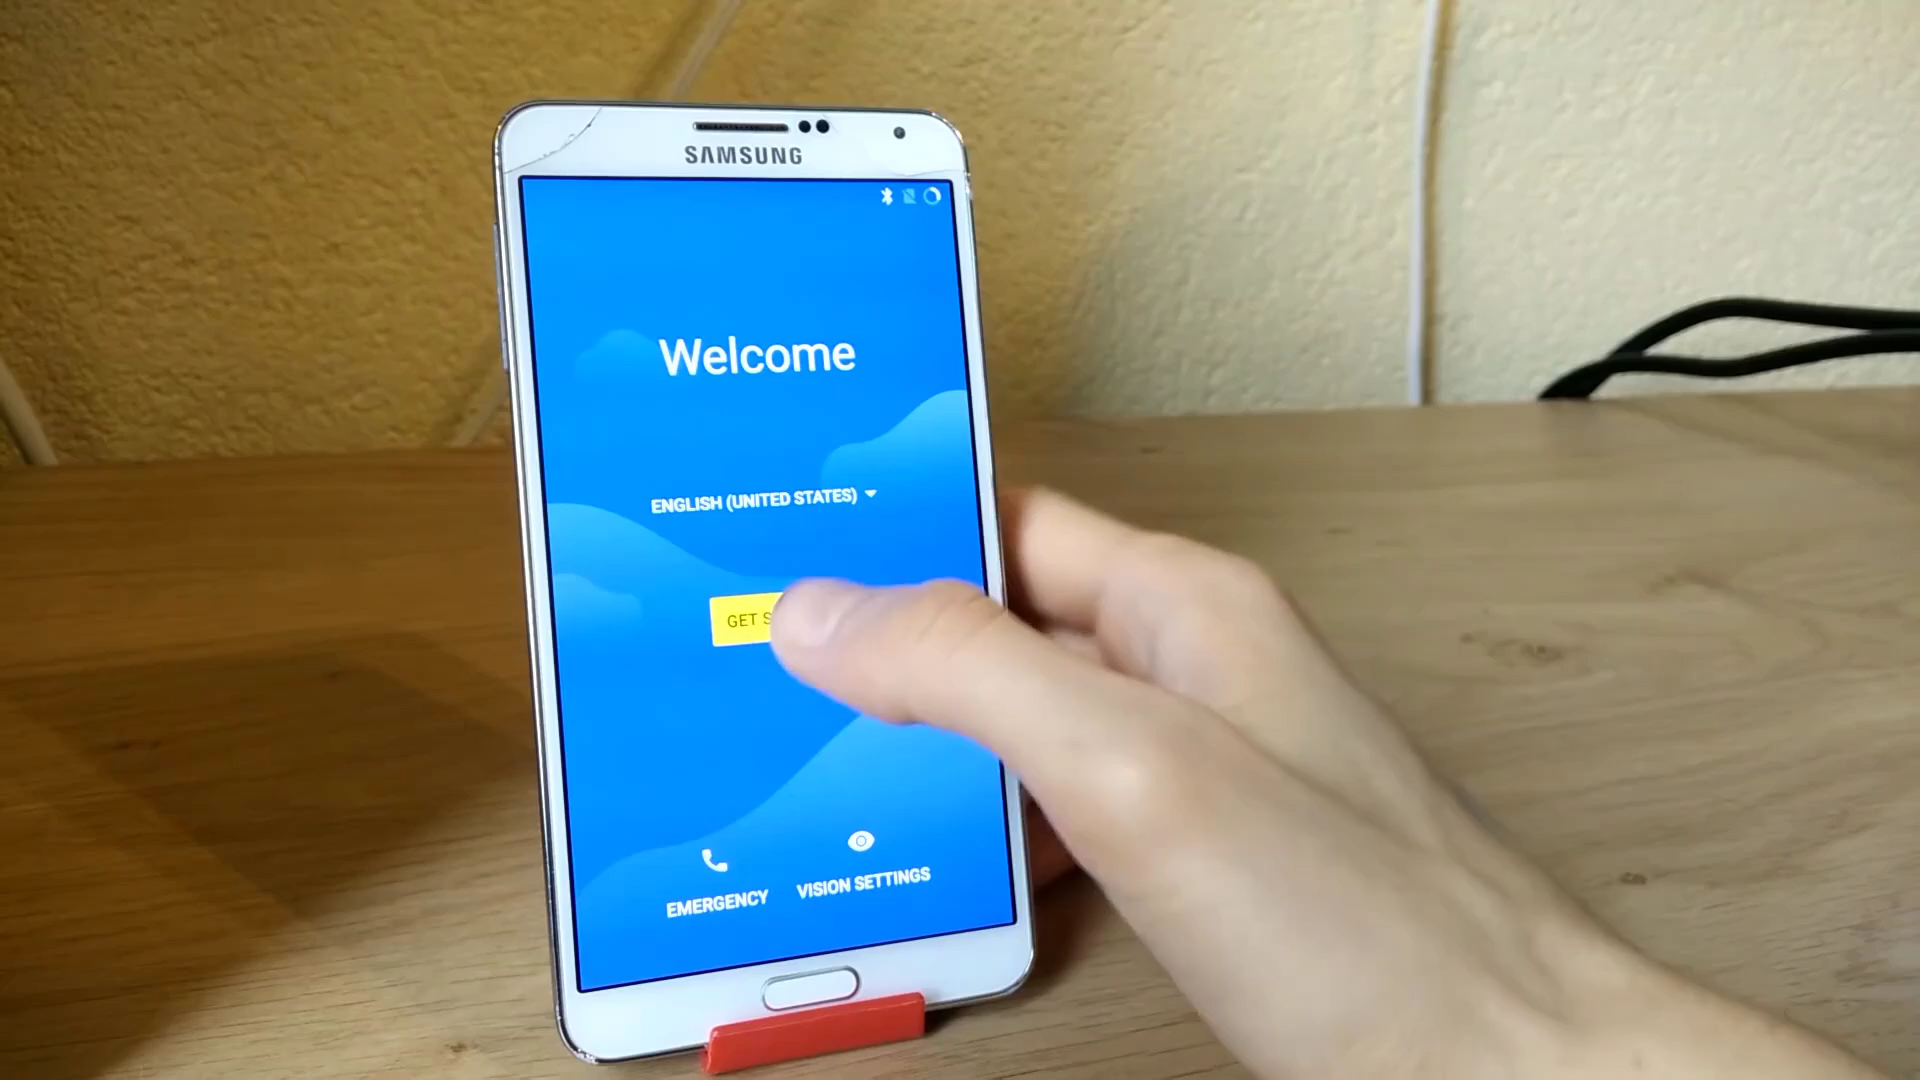 SAMSUNG
Welcome
ENGLISH (UNITED STATES)
GET S
EMERGENCY
VISION SETTINGS